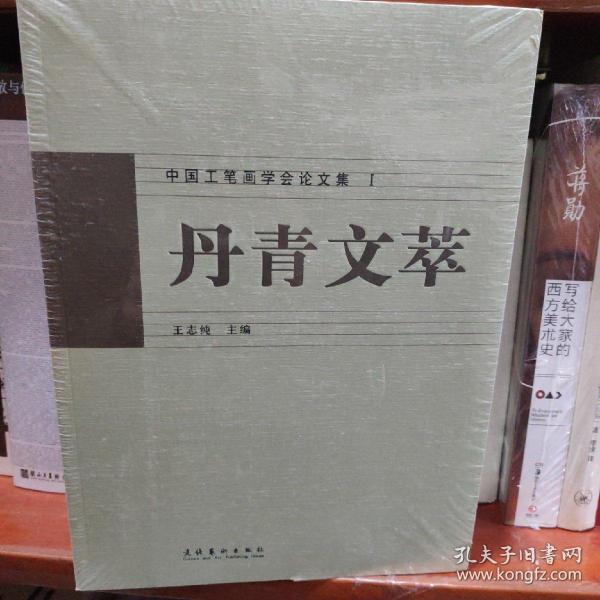 中国工笔画学会论文集 I
丹青文萃
王志纯 主编
文化艺术出版社
Culture and Art Publishing House
蒋勋
写给大家的
西方美术史
孔夫子旧书网
www.kongfz.com